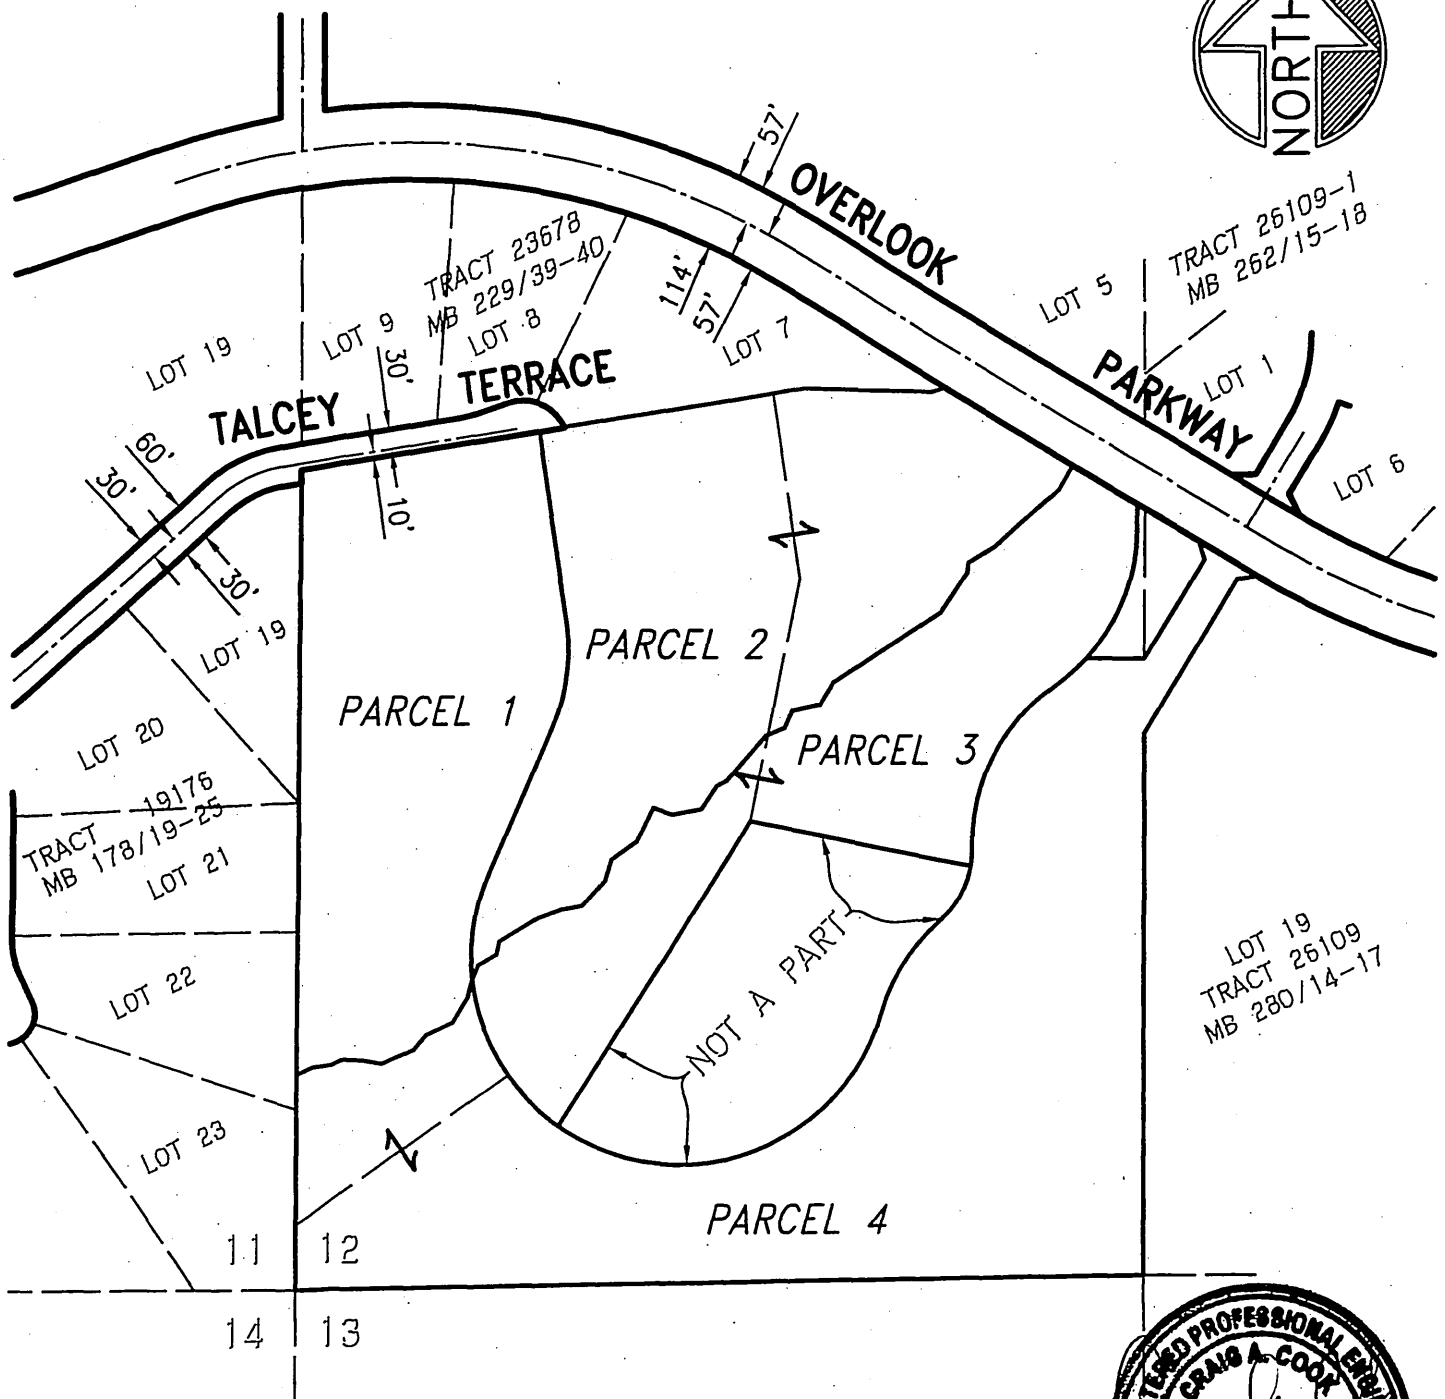 NORTH
57'
OVERLOOK
PARKWAY
TRACT 26109-1
MB 262/15-18
TRACT 23678
MB 229/39-40
114'
57'
LOT 5
LOT 7
LOT 8
LOT 9
LOT 19
30'
LOT 1
TALCEY TERRACE
60'
30'
LOT 6
10'
30'
LOT 19
PARCEL 2
PARCEL 1
LOT 20
PARCEL 3
TRACT 19176
MB 178/19-25
LOT 21
NOT A PART
LOT 19
TRACT 26109
MB 280/14-17
LOT 22
LOT 23
PARCEL 4
11 12
14 13
PROFESSIONAL
CRAIG A. COOK